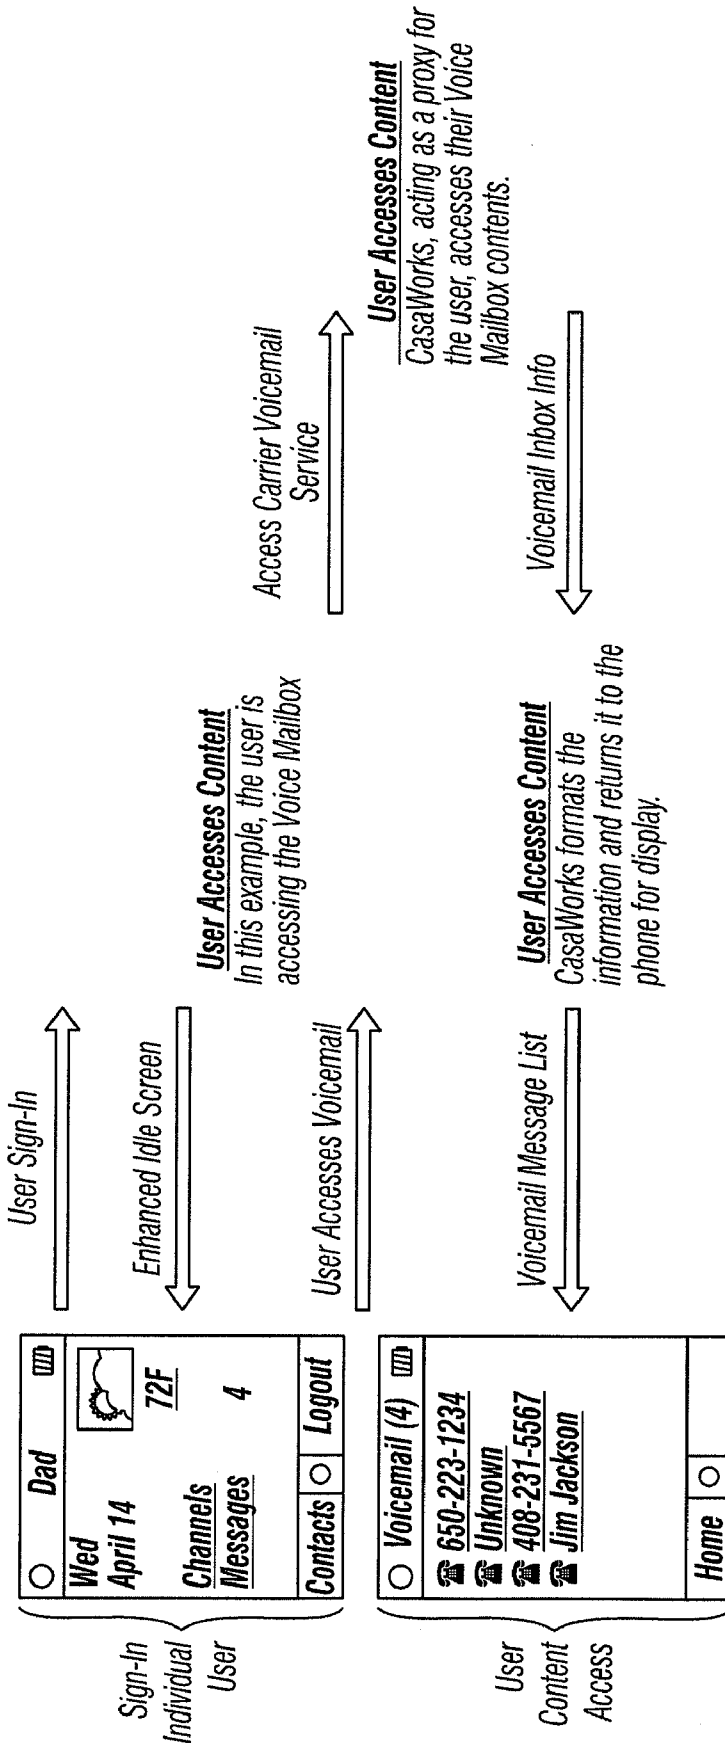 Sign-In
Individual
User
Dad
Wed
April 14
72F
Channels
Messages 4
Contacts
Logout
User Sign-In
Enhanced Idle Screen
User Accesses Content
In this example, the user is
accessing the Voice Mailbox
User Accesses Voicemail
Access Carrier Voicemail
Service
User Accesses Content
CasaWorks, acting as a proxy for
the user, accesses their Voice
Mailbox contents.
Voicemail Inbox Info
User Accesses Content
CasaWorks formats the
information and returns it to the
phone for display.
Voicemail Message List
User
Content
Access
Voicemail (4)
650-223-1234
Unknown
408-231-5567
Jim Jackson
Home